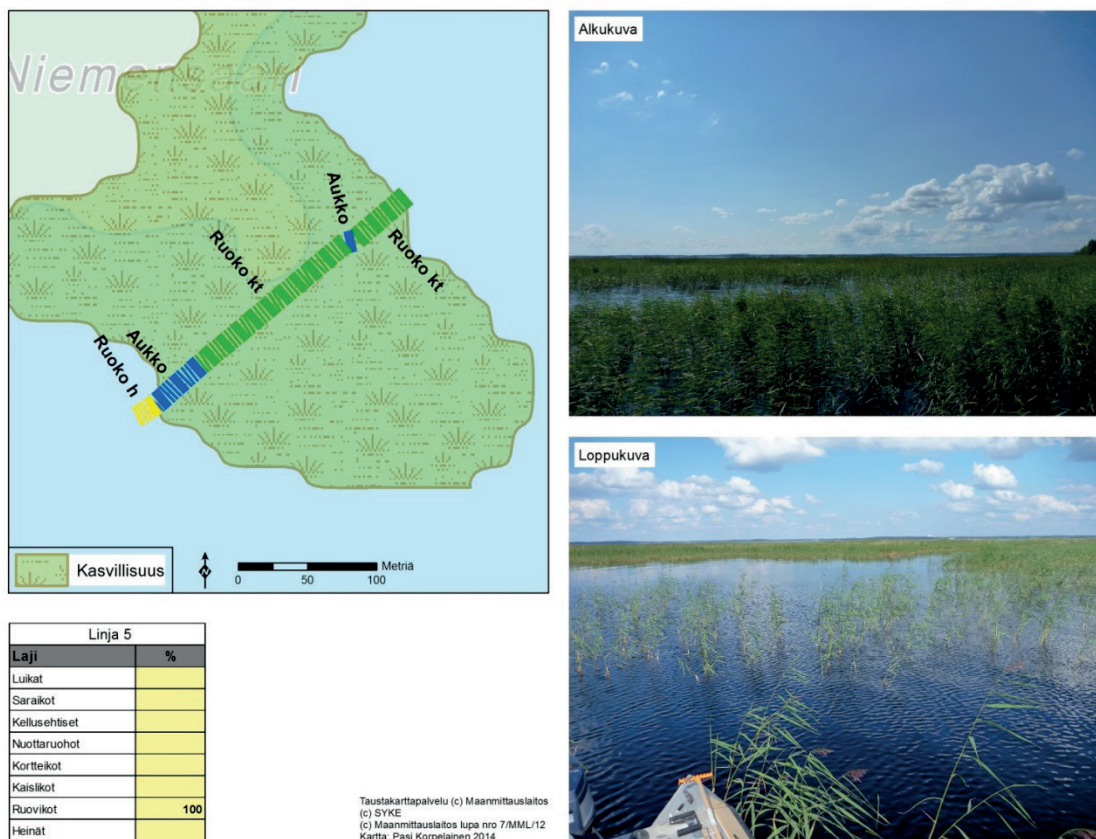 Niemensaari
Aukko
Ruoko kt
Ruoko kt
Aukko
Ruoko h
Kasvillisuus
Metriä
0 50 100
Alkukuva
Loppukuva
Linja 5
Laji %
Luikat
Saraikot
Kellusehtiset
Nuottaruohot
Kortteikot
Kaislikot
Ruovikot 100
Heinät
Taustakarttapalvelu (c) Maanmittauslaitos
(c) SYKE
(c) Maanmittauslaitos lupa nro 7/MML/12
Kartta: Pasi Korpelainen 2014